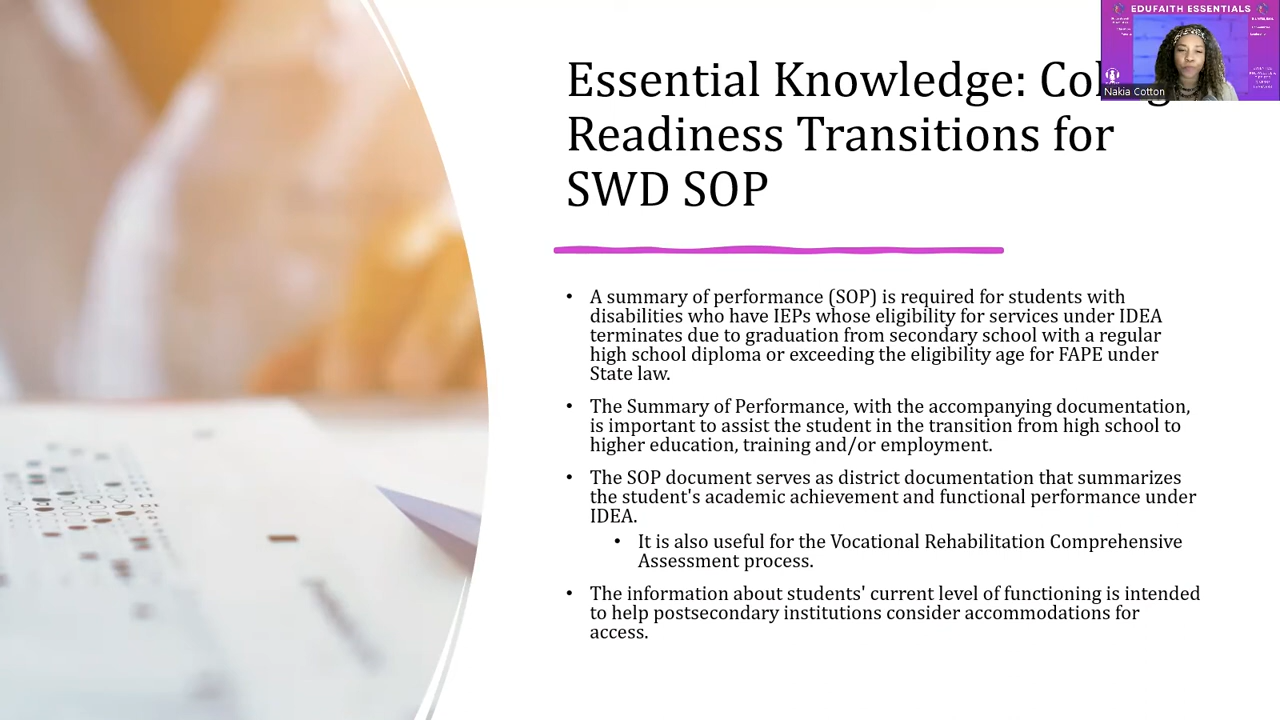 EDUFAITH ESSENTIALS
Nakia Cotton
Essential Knowledge:
Readiness Transitions for
SWD SOP
• A summary of performance (SOP) is required for students with
disabilities who have IEPs whose eligibility for services under IDEA
terminates due to graduation from secondary school with a regular
high school diploma or exceeding the eligibility age for FAPE under
State law.
• The Summary of Performance, with the accompanying documentation,
is important to assist the student in the transition from high school to
higher education, training and/or employment.
• The SOP document serves as district documentation that summarizes
the student's academic achievement and functional performance under
IDEA.
• It is also useful for the Vocational Rehabilitation Comprehensive
Assessment process.
• The information about students' current level of functioning is intended
to help postsecondary institutions consider accommodations for
access.